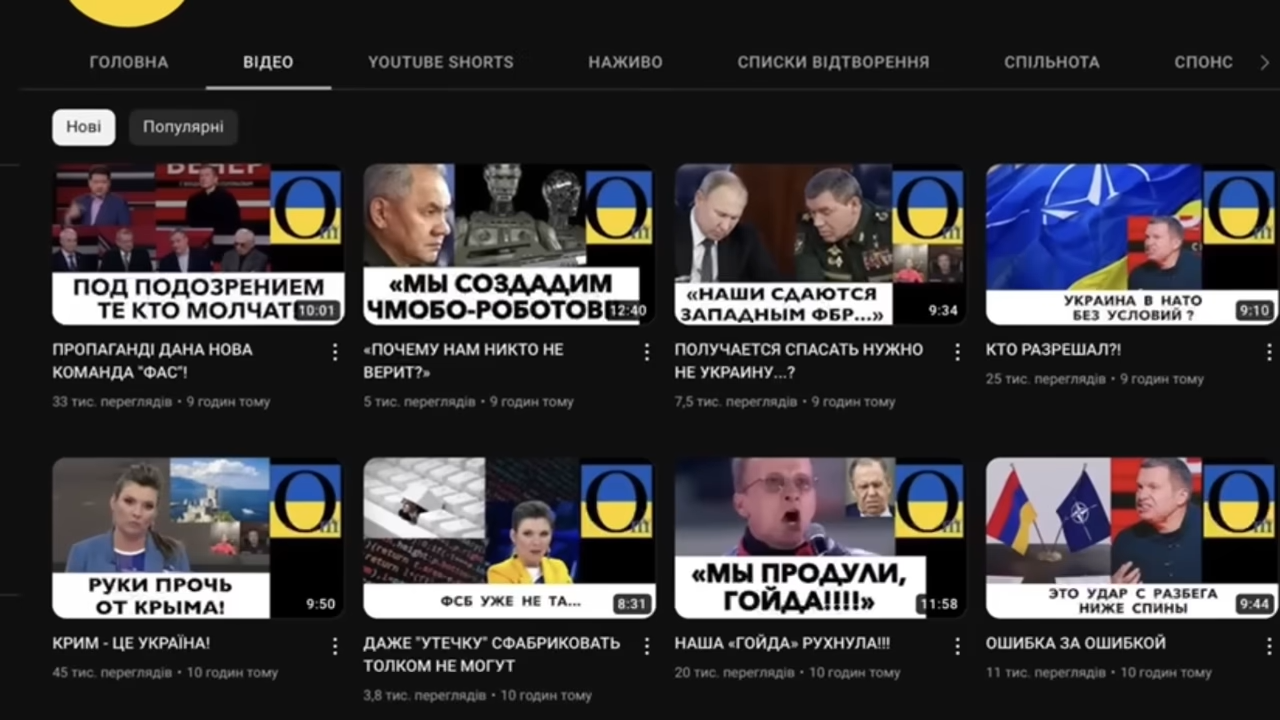 ГОЛОВНА ВІДЕО YOUTUBE SHORTS НАЖИВО СПИСКИ ВІДТВОРЕННЯ СПІЛЬНОТА СПОНС
Нові Популярні
ВЕЧЕР
ПОД ПОДОЗРЕНИЕМ
ТЕ КТО МОЛЧАТ
10:01
ПРОПАГАНДІ ДАНА НОВА
КОМАНДА "ФАС"!
33 тис. переглядів • 9 годин тому
«МЫ СОЗДАДИМ
ЧМОБО-РОБОТОВ
12:40
«ПОЧЕМУ НАМ НИКТО НЕ
ВЕРИТ?»
5 тис. переглядів • 9 годин тому
«НАШИ СДАЮТСЯ
ЗАПАДНЫМ ФБР...»
9:34
ПОЛУЧАЕТСЯ СПАСАТЬ НУЖНО
НЕ УКРАИНУ...?
7,5 тис. переглядів • 9 годин тому
УКРАИНА В НАТО
БЕЗ УСЛОВИЙ ?
9:10
КТО РАЗРЕШАЛ?!
25 тис. переглядів • 9 годин тому
РУКИ ПРОЧЬ
ОТ КРЫМА!
9:50
КРИМ - ЦЕ УКРАЇНА!
45 тис. переглядів • 10 годин тому
ФСБ УЖЕ НЕ ТА...
8:31
ДАЖЕ "УТЕЧКУ" СФАБРИКОВАТЬ
ТОЛКОМ НЕ МОГУТ
3,8 тис. переглядів • 10 годин тому
«МЫ ПРОДУЛИ,
ГОЙДА!!!!»
11:58
НАША «ГОЙДА» РУХНУЛА!!!
20 тис. переглядів • 10 годин тому
ЭТО УДАР С РАЗБЕГА
НИЖЕ СПИНЫ
9:44
ОШИБКА ЗА ОШИБКОЙ
11 тис. переглядів • 10 годин тому